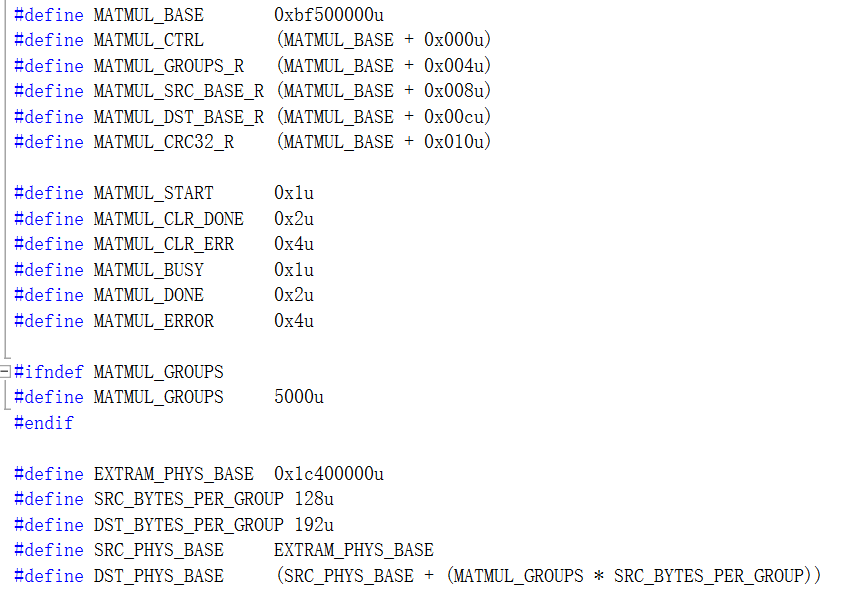 #define MATMUL_BASE       0xbf500000u
#define MATMUL_CTRL       (MATMUL_BASE + 0x000u)
#define MATMUL_GROUPS_R   (MATMUL_BASE + 0x004u)
#define MATMUL_SRC_BASE_R (MATMUL_BASE + 0x008u)
#define MATMUL_DST_BASE_R (MATMUL_BASE + 0x00cu)
#define MATMUL_CRC32_R    (MATMUL_BASE + 0x010u)

#define MATMUL_START      0x1u
#define MATMUL_CLR_DONE   0x2u
#define MATMUL_CLR_ERR    0x4u
#define MATMUL_BUSY       0x1u
#define MATMUL_DONE       0x2u
#define MATMUL_ERROR      0x4u

#ifndef MATMUL_GROUPS
#define MATMUL_GROUPS     5000u
#endif

#define EXTRAM_PHYS_BASE  0x1c400000u
#define SRC_BYTES_PER_GROUP 128u
#define DST_BYTES_PER_GROUP 192u
#define SRC_PHYS_BASE     EXTRAM_PHYS_BASE
#define DST_PHYS_BASE     (SRC_PHYS_BASE + (MATMUL_GROUPS * SRC_BYTES_PER_GROUP))